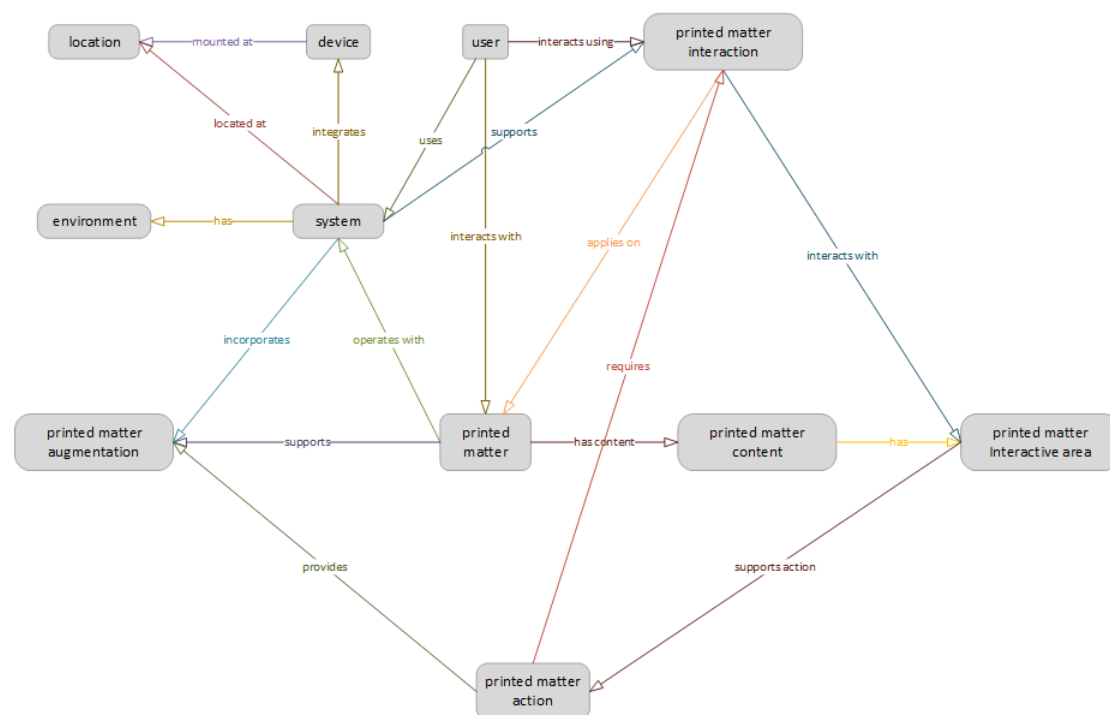 location
mounted at
device
user
interacts using
printed matter
interaction
located at
integrates
uses
supports
environment
has
system
interacts with
applies on
interacts with
incorporates
operates with
requires
printed matter
augmentation
supports
printed
matter
has content
printed matter
content
has
printed matter
Interactive area
provides
supports action
printed matter
action